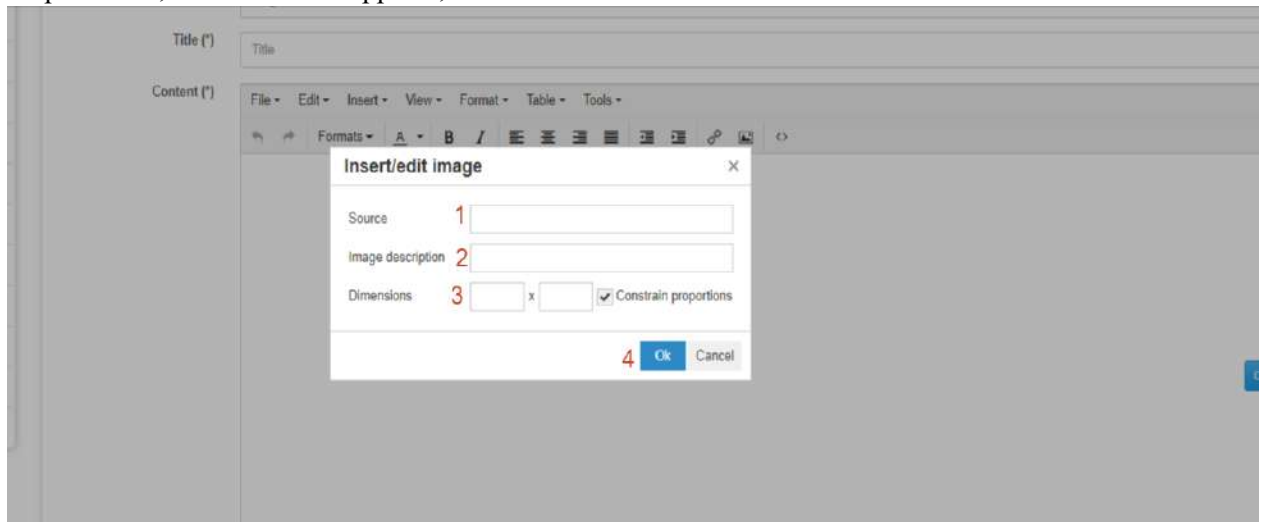 Title (*)
Title
Content (*)
File Edit Insert View Format Table Tools
Formats A B I
Insert/edit image ×
Source 1
Image description 2
Dimensions 3 x Constrain proportions
4 Ok Cancel